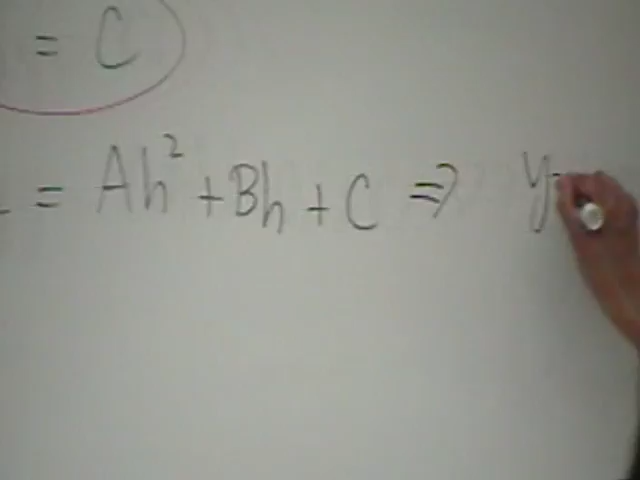 = C
= Ah² + Bh + C ⇒ y